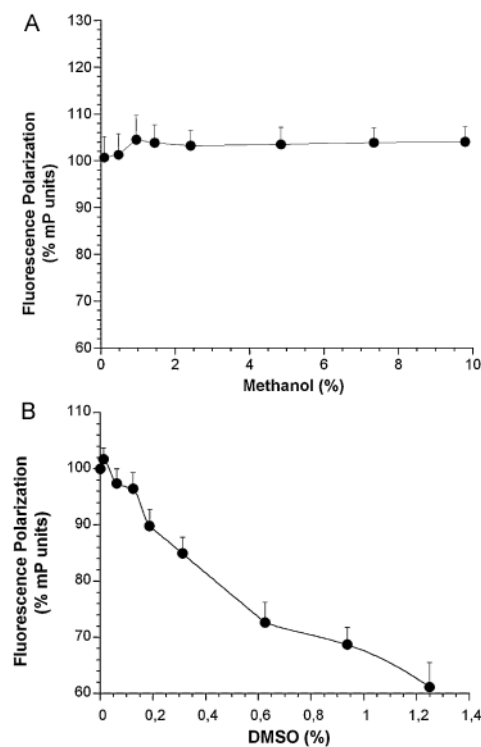 A
Fluorescence Polarization
(% mP units)
130
120
110
100
90
80
70
60
0 2 4 6 8 10
Methanol (%)
B
Fluorescence Polarization
(% mP units)
110
100
90
80
70
60
0 0,2 0,4 0,6 0,8 1 1,2 1,4
DMSO (%)